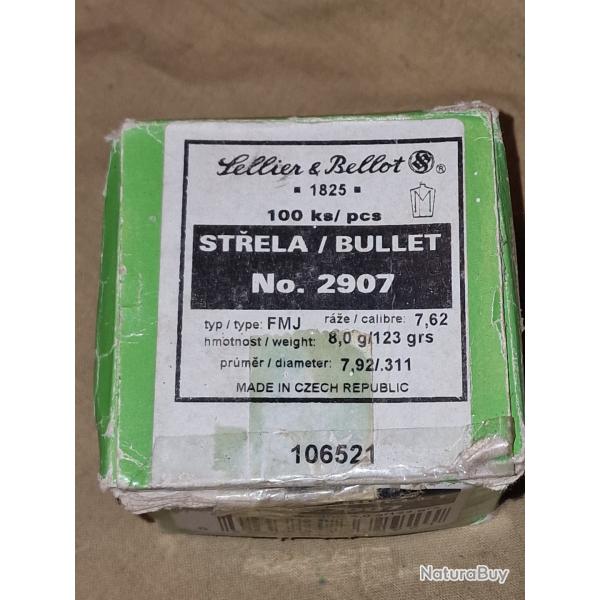 Sellier & Bellot SB ®
▪ 1825 ▪
100 ks/ pcs
STŘELA / BULLET
No. 2907
typ / type: FMJ ráže / calibre: 7,62
hmotnost / weight: 8,0 g/123 grs
průměr / diameter: 7,92/.311
MADE IN CZECH REPUBLIC
106521
NaturaBuy